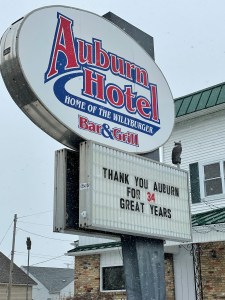 Auburn
Hotel
HOME OF THE WILLYBURGER
Bar & Grill
THANK YOU AUBURN
FOR 34
GREAT YEARS